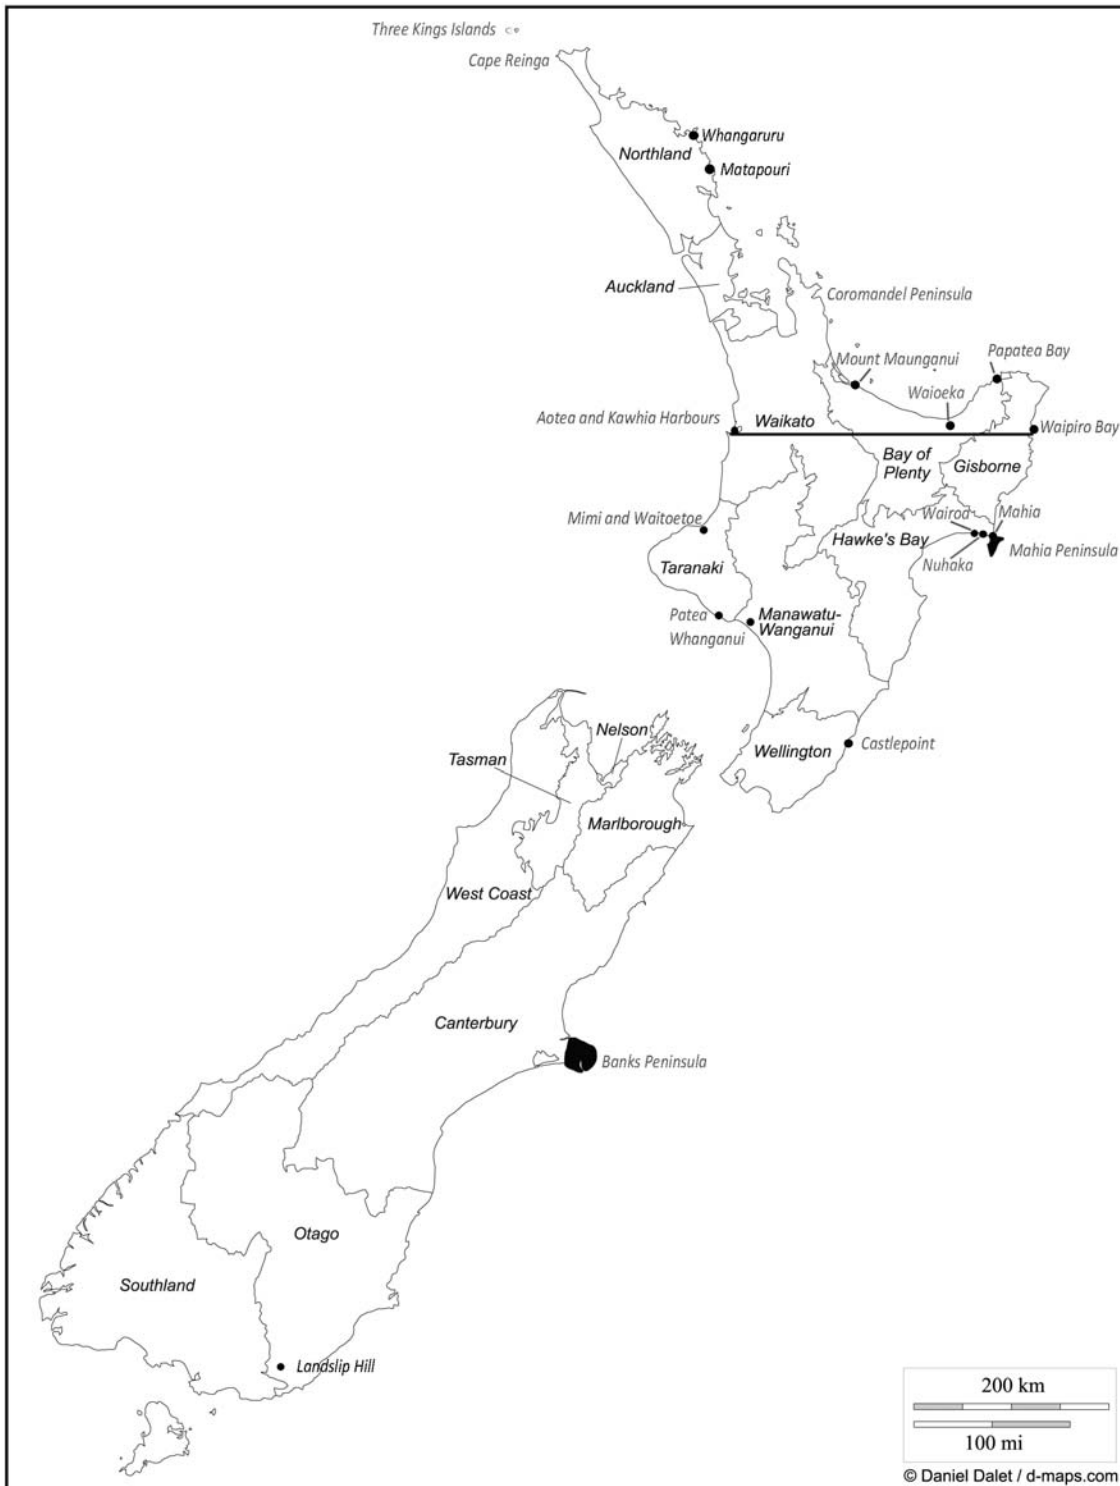 Three Kings Islands
Cape Reinga
Whangaruru
Northland
Matapouri
Auckland
Coromandel Peninsula
Mount Maunganui
Papatea Bay
Waioeka
Aotea and Kawhia Harbours
Waikato
Waipiro Bay
Bay of
Plenty
Gisborne
Mimi and Waitoetoe
Wairod
Mahia
Hawke's Bay
Mahia Peninsula
Nuhaka
Taranaki
Patea
Manawatu-
Wanganui
Whanganui
Nelson
Tasman
Wellington
Castlepoint
Marlborough
West Coast
Canterbury
Banks Peninsula
Otago
Southland
Landslip Hill
200 km
100 mi
© Daniel Dalet / d-maps.com